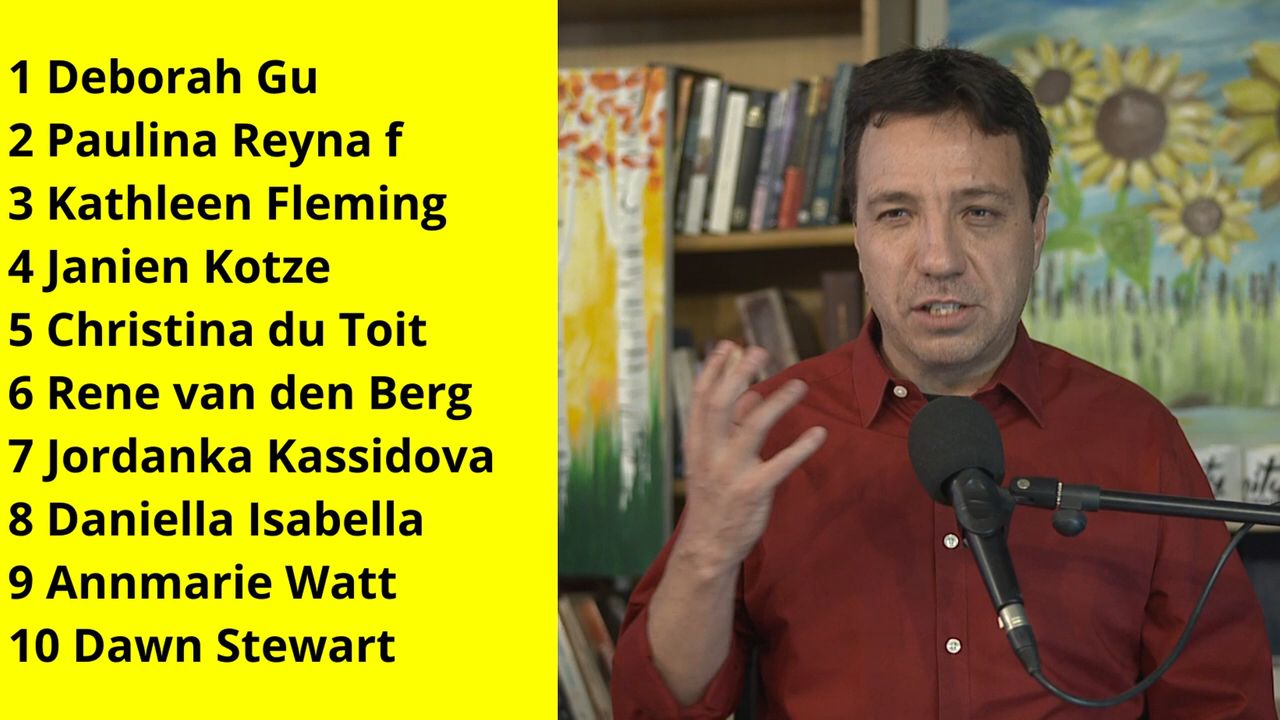 1 Deborah Gu
2 Paulina Reyna f
3 Kathleen Fleming
4 Janien Kotze
5 Christina du Toit
6 Rene van den Berg
7 Jordanka Kassidova
8 Daniella Isabella
9 Annmarie Watt
10 Dawn Stewart